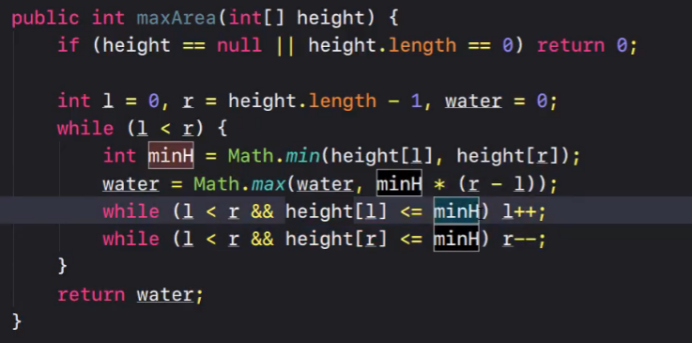 public int maxArea(int[] height) {
    if (height == null || height.length == 0) return 0;
    int l = 0, r = height.length - 1, water = 0;
    while (l < r) {
        int minH = Math.min(height[l], height[r]);
        water = Math.max(water, minH * (r - l));
        while (l < r && height[l] <= minH) l++;
        while (l < r && height[r] <= minH) r--;
    }
    return water;
}